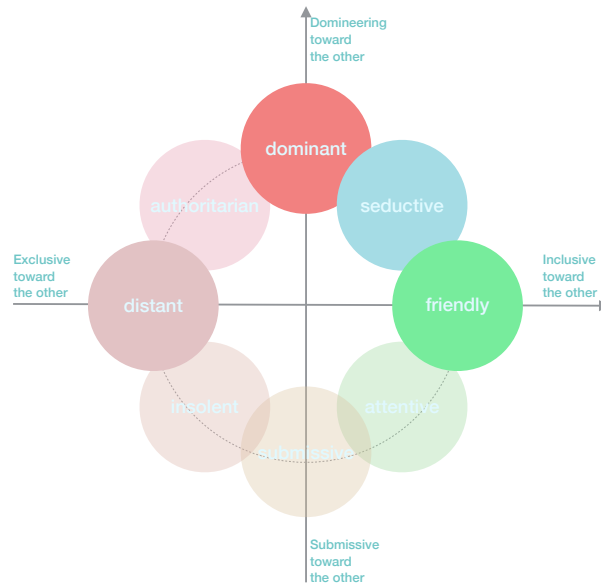 Domineering
toward
the other
dominant
authoritarian
seductive
Exclusive
toward
the other
Inclusive
toward
the other
distant
friendly
insolent
attentive
submissive
Submissive
toward
the other